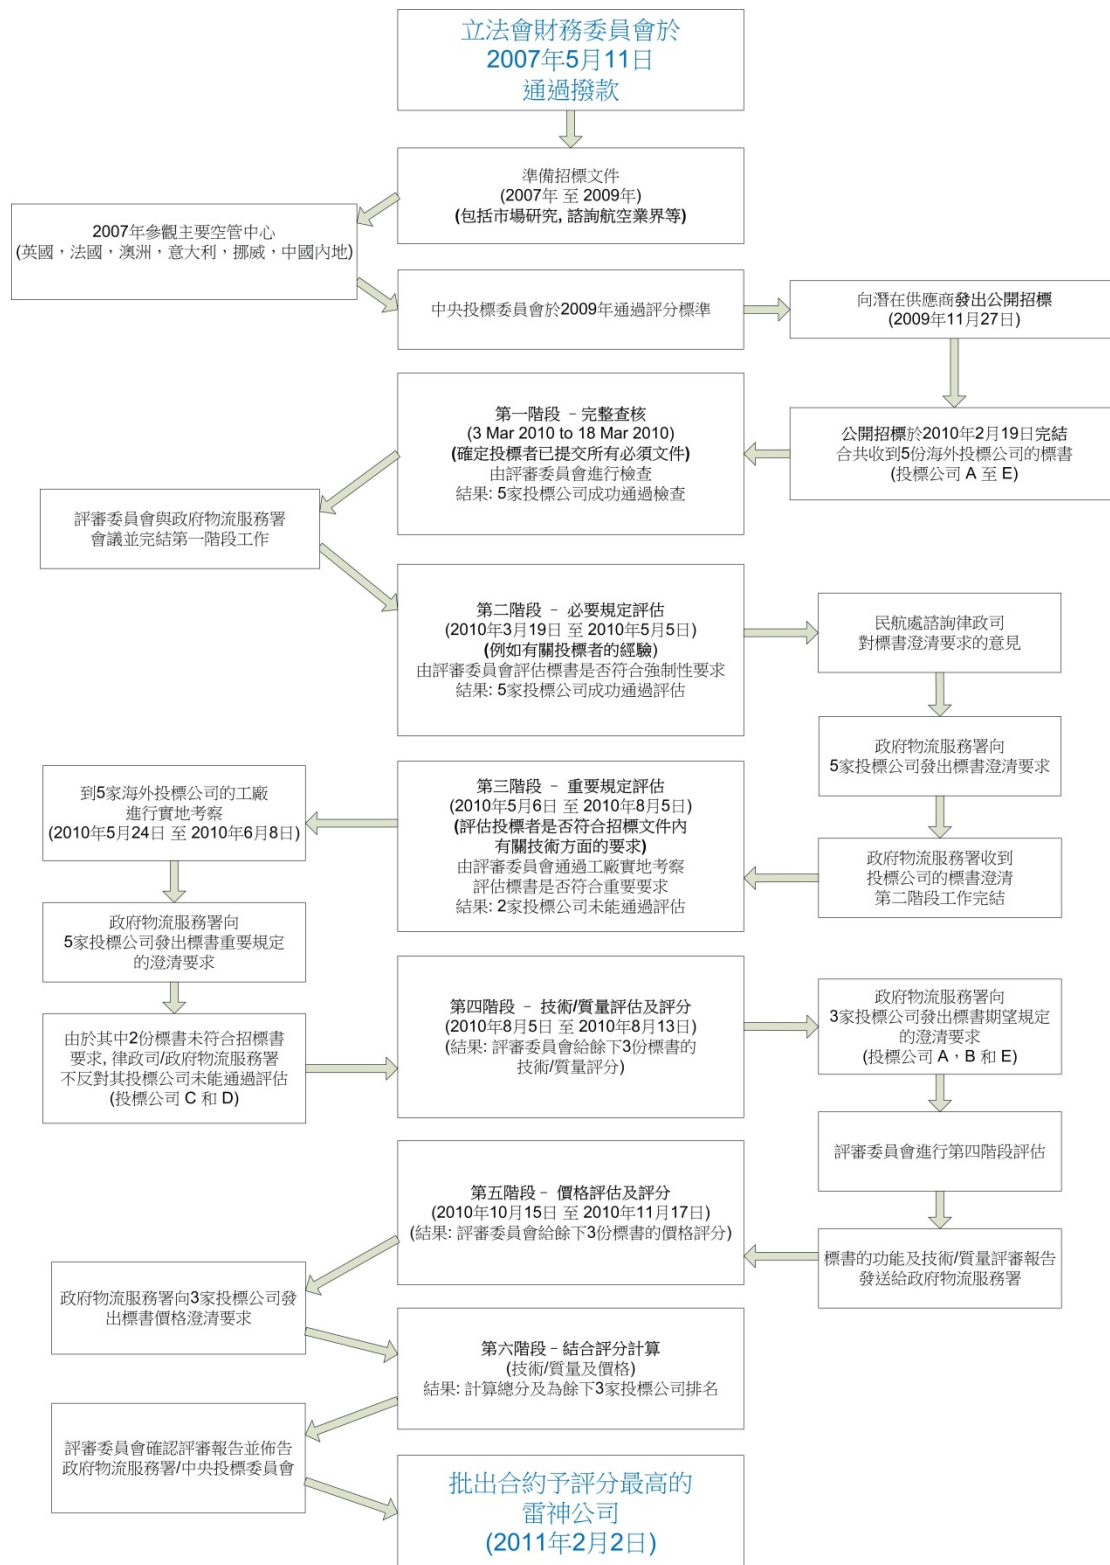 立法會財務委員會於
2007年5月11日
通過撥款
準備招標文件
(2007年 至 2009年)
(包括市場研究, 諮詢航空業界等)
2007年參觀主要空管中心
(英國，法國，澳洲，意大利，挪威，中國內地)
中央投標委員會於2009年通過評分標準
向潛在供應商發出公開招標
(2009年11月27日)
公開招標於2010年2月19日完結
合共收到5份海外投標公司的標書
(投標公司 A 至 E)
第一階段 – 完整查核
(3 Mar 2010 to 18 Mar 2010)
(確定投標者已提交所有必須文件)
由評審委員會進行檢查
結果: 5家投標公司成功通過檢查
評審委員會與政府物流服務署
會議並完結第一階段工作
第二階段 – 必要規定評估
(2010年3月19日 至 2010年5月5日)
(例如有關投標者的經驗)
由評審委員會評估標書是否符合強制性要求
結果: 5家投標公司成功通過評估
民航處諮詢律政司
對標書澄清要求的意見
政府物流服務署向
5家投標公司發出標書澄清要求
政府物流服務署收到
投標公司的標書澄清
第二階段工作完結
第三階段 – 重要規定評估
(2010年5月6日 至 2010年8月5日)
(評估投標者是否符合招標文件內
有關技術方面的要求)
由評審委員會通過工廠實地考察
評估標書是否符合重要要求
結果: 2家投標公司未能通過評估
到5家海外投標公司的工廠
進行實地考察
(2010年5月24日 至 2010年6月8日)
政府物流服務署向
5家投標公司發出標書重要規定
的澄清要求
由於其中2份標書未符合招標書
要求, 律政司/政府物流服務署
不反對其投標公司未能通過評估
(投標公司 C 和 D)
第四階段 – 技術/質量評估及評分
(2010年8月5日 至 2010年8月13日)
(結果: 評審委員會給餘下3份標書的
技術/質量評分)
政府物流服務署向
3家投標公司發出標書期望規定
的澄清要求
(投標公司 A，B 和 E)
評審委員會進行第四階段評估
標書的功能及技術/質量評審報告
發送給政府物流服務署
第五階段 – 價格評估及評分
(2010年10月15日 至 2010年11月17日)
(結果: 評審委員會給餘下3份標書的價格評分)
政府物流服務署向3家投標公司發
出標書價格澄清要求
第六階段 – 結合評分計算
(技術/質量及價格)
結果: 計算總分及為餘下3家投標公司排名
評審委員會確認評審報告並佈告
政府物流服務署/中央投標委員會
批出合約予評分最高的
雷神公司
(2011年2月2日)